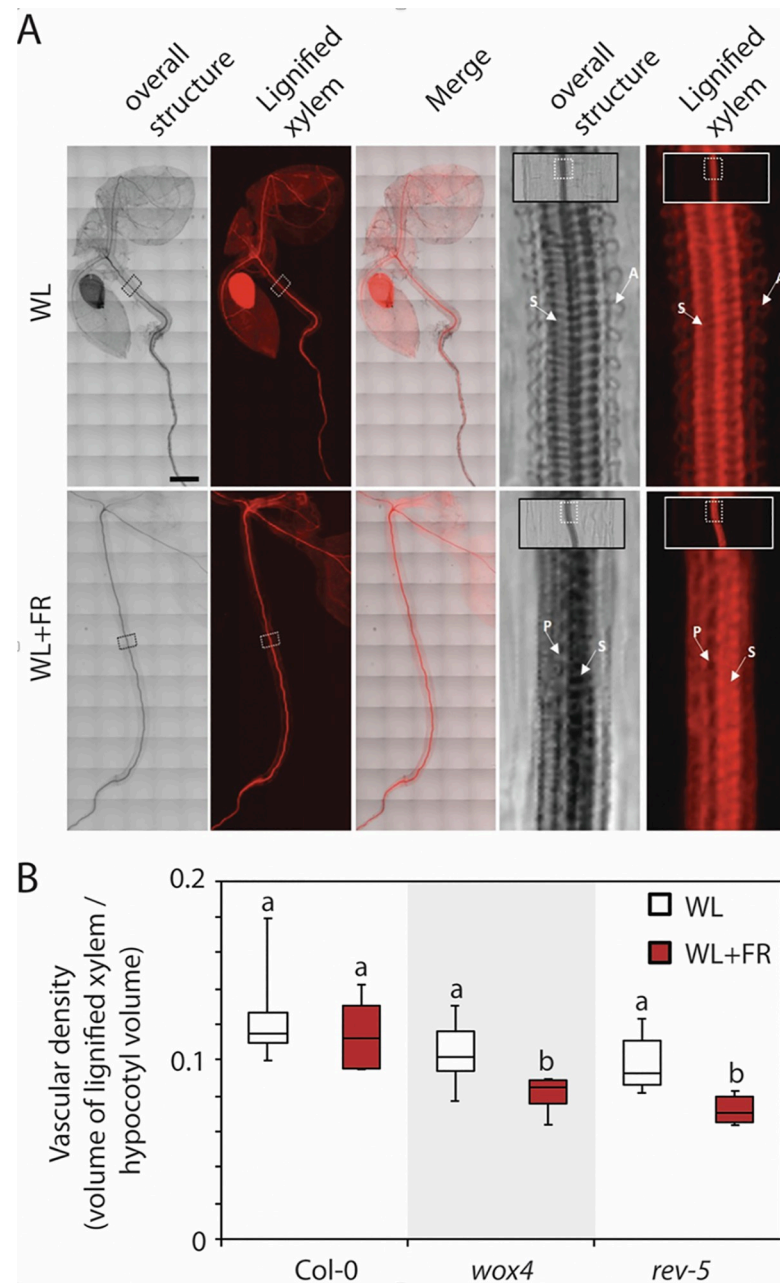 A
overall
structure
Lignified
xylem
Merge
overall
structure
Lignified
xylem
WL
S
A
S
A
WL+FR
P
S
P
S
B
Vascular density
(volume of lignified xylem /
hypocotyl volume)
0.2
0.1
0
a
a
a
b
a
b
WL
WL+FR
Col-0
wox4
rev-5